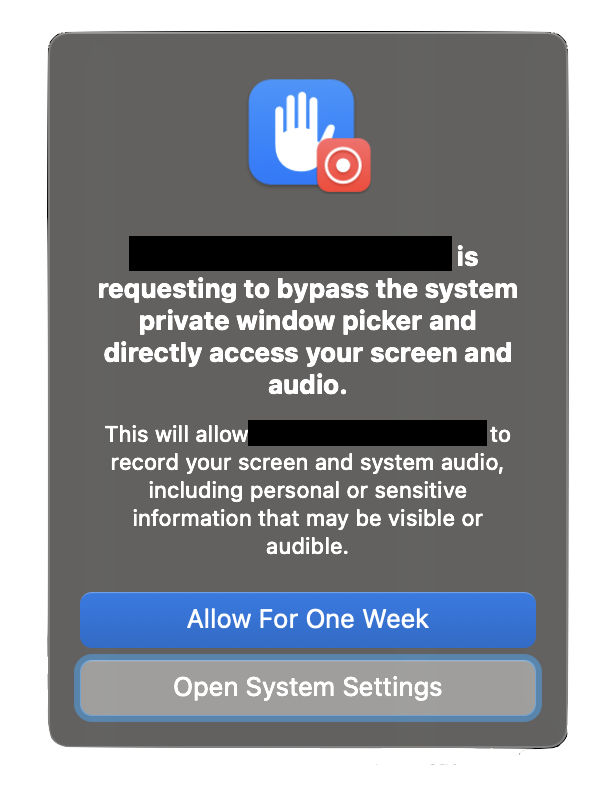 is
requesting to bypass the system
private window picker and
directly access your screen and
audio.
This will allow to
record your screen and system audio,
including personal or sensitive
information that may be visible or
audible.
Allow For One Week
Open System Settings